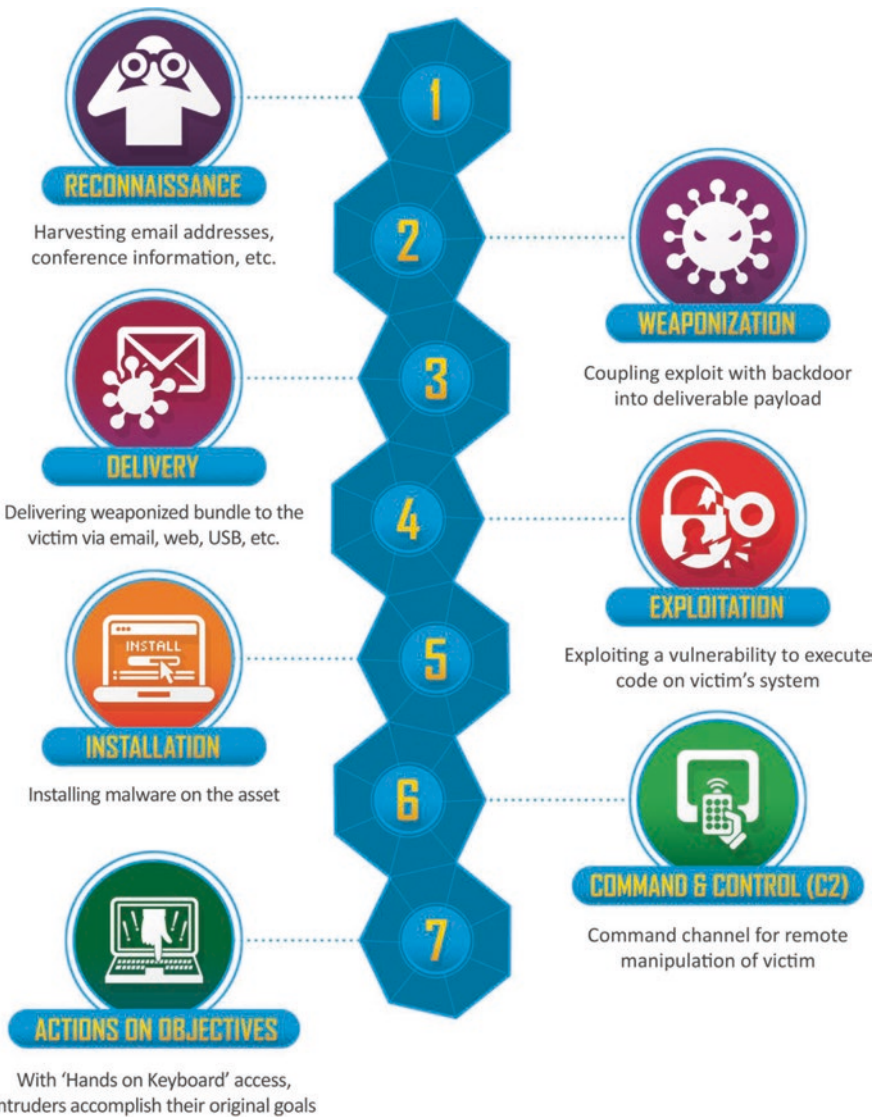 1
RECONNAISSANCE
Harvesting email addresses,
conference information, etc.
2
WEAPONIZATION
Coupling exploit with backdoor
into deliverable payload
3
DELIVERY
Delivering weaponized bundle to the
victim via email, web, USB, etc.
4
EXPLOITATION
Exploiting a vulnerability to execute
code on victim's system
5
INSTALL
INSTALLATION
Installing malware on the asset
6
COMMAND & CONTROL (C2)
Command channel for remote
manipulation of victim
7
ACTIONS ON OBJECTIVES
With 'Hands on Keyboard' access,
ntruders accomplish their original goals